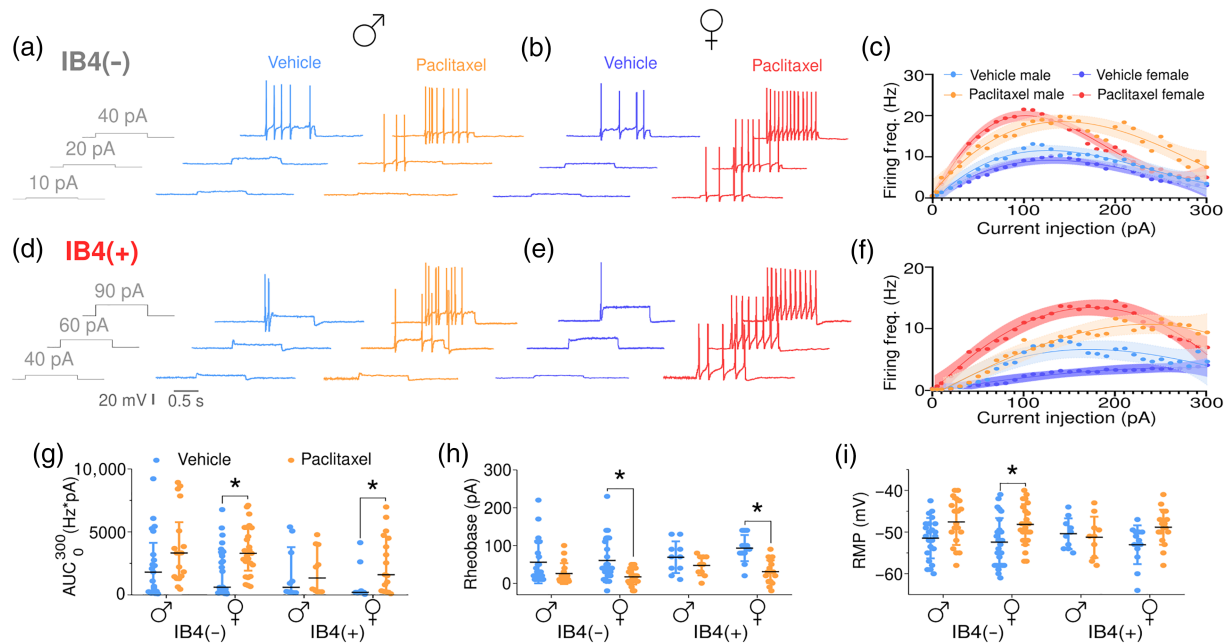 ♂ ♀
(a) IB4(-)
Vehicle Paclitaxel
40 pA
20 pA
10 pA
(b)
Vehicle Paclitaxel
(c)
Vehicle male Vehicle female
Paclitaxel male Paclitaxel female
Firing freq. (Hz)
30
20
10
0
0 100 200 300
Current injection (pA)
(d) IB4(+)
90 pA
60 pA
40 pA
20 mV 0.5 s
(e)
(f)
Firing freq. (Hz)
20
10
0
0 100 200 300
Current injection (pA)
(g)
Vehicle Paclitaxel
AUC 300 0 (Hz*pA)
10,000
5000
0
* *
♂ ♀ ♂ ♀
IB4(-) IB4(+)
(h)
Rheobase (pA)
300
200
100
0
* *
♂ ♀ ♂ ♀
IB4(-) IB4(+)
(i)
RMP (mV)
−40
−50
−60
*
♂ ♀ ♂ ♀
IB4(-) IB4(+)